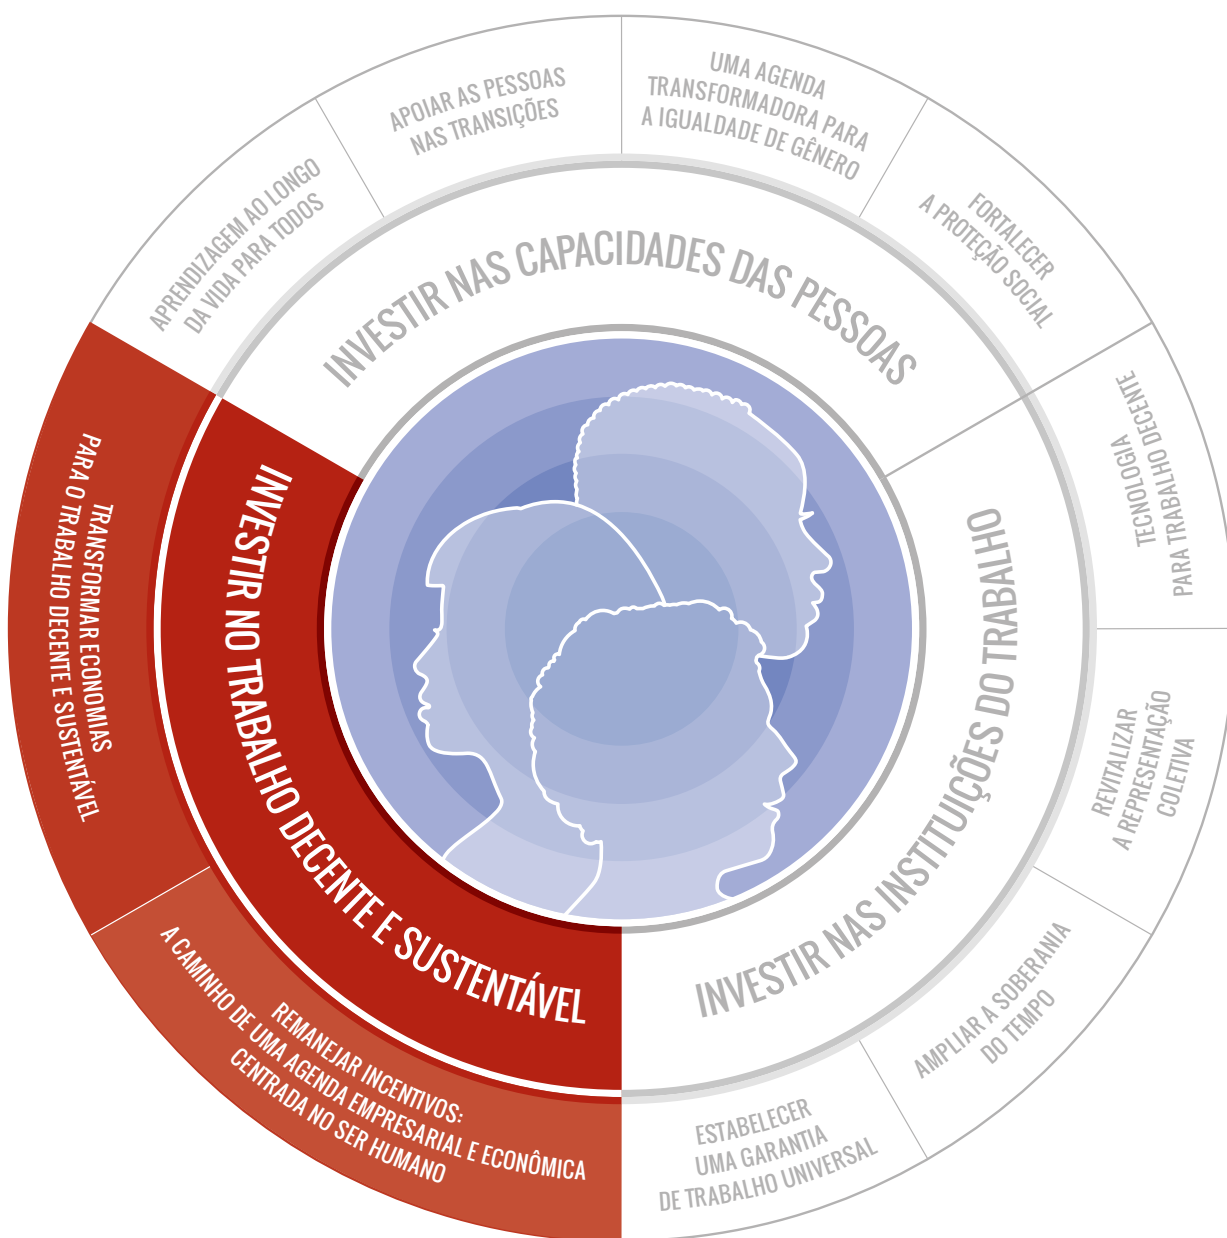 APRENDIZAGEM AO LONGO
DA VIDA PARA TODOS
APOIAR AS PESSOAS
NAS TRANSIÇÕES
UMA AGENDA
TRANSFORMADORA PARA
A IGUALDADE DE GÊNERO
FORTALECER
A PROTEÇÃO SOCIAL
INVESTIR NAS CAPACIDADES DAS PESSOAS
TECNOLOGIA
PARA TRABALHO DECENTE
REVITALIZAR
A REPRESENTAÇÃO
COLETIVA
AMPLIAR A SOBERANIA
DO TEMPO
ESTABELECER
UMA GARANTIA
DE TRABALHO UNIVERSAL
INVESTIR NAS INSTITUIÇÕES DO TRABALHO
TRANSFORMAR ECONOMIAS
PARA O TRABALHO DECENTE E SUSTENTÁVEL
REMANEJAR INCENTIVOS:
A CAMINHO DE UMA AGENDA EMPRESARIAL E ECONÔMICA
CENTRADA NO SER HUMANO
INVESTIR NO TRABALHO DECENTE E SUSTENTÁVEL